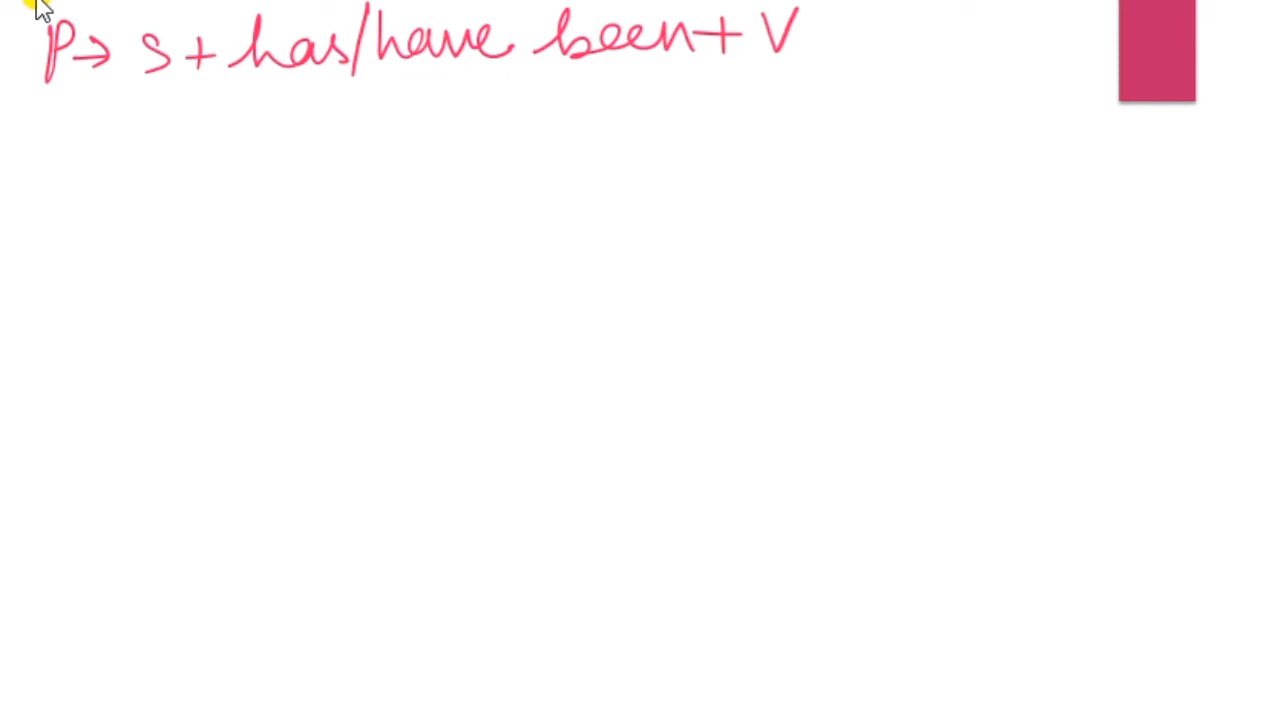 P→ S + has/have been + V